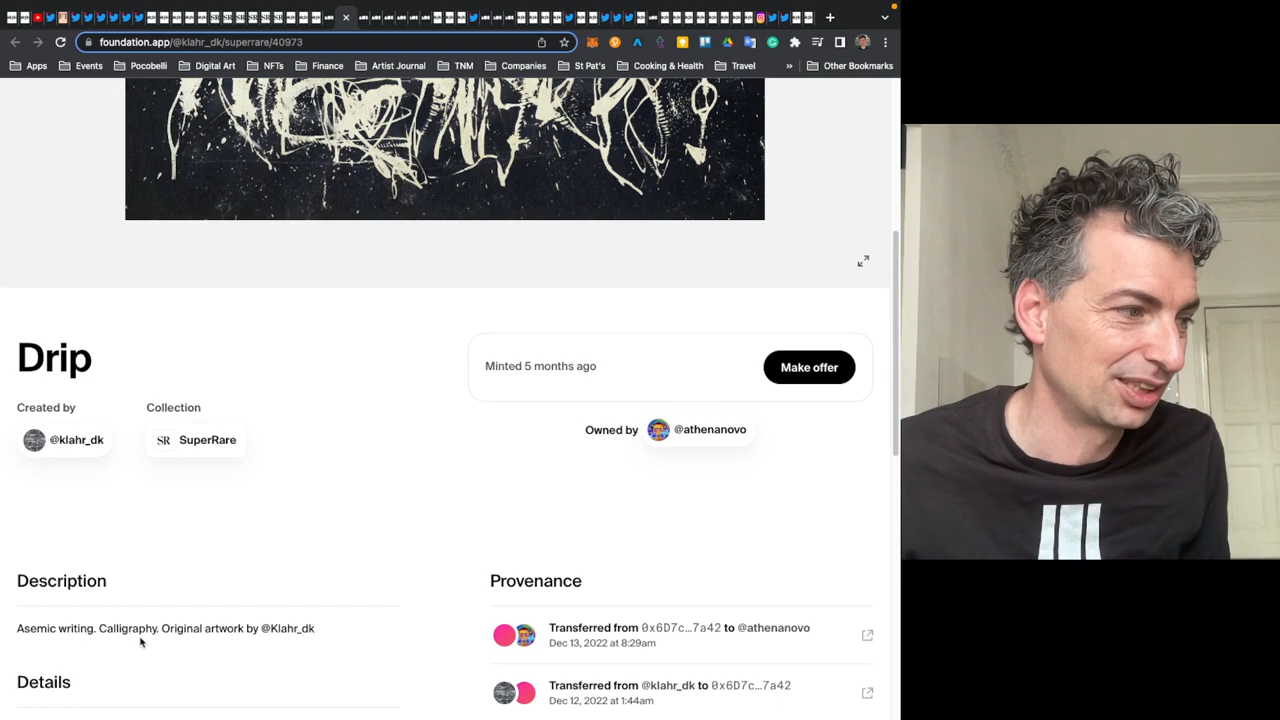 foundation.app/@klahr_dk/superrare/40973
Apps Events Pocobelli Digital Art NFTs Finance Artist Journal TNM Companies St Pat's Cooking & Health Travel » Other Bookmarks
Drip
Minted 5 months ago
Make offer
Created by
Collection
@klahr_dk
SR SuperRare
Owned by @athenanovo
Description
Provenance
Asemic writing. Calligraphy. Original artwork by @Klahr_dk
Transferred from 0x6D7c...7a42 to @athenanovo
Dec 13, 2022 at 8:29am
Details
Transferred from @klahr_dk to 0x6D7c...7a42
Dec 12, 2022 at 1:44am